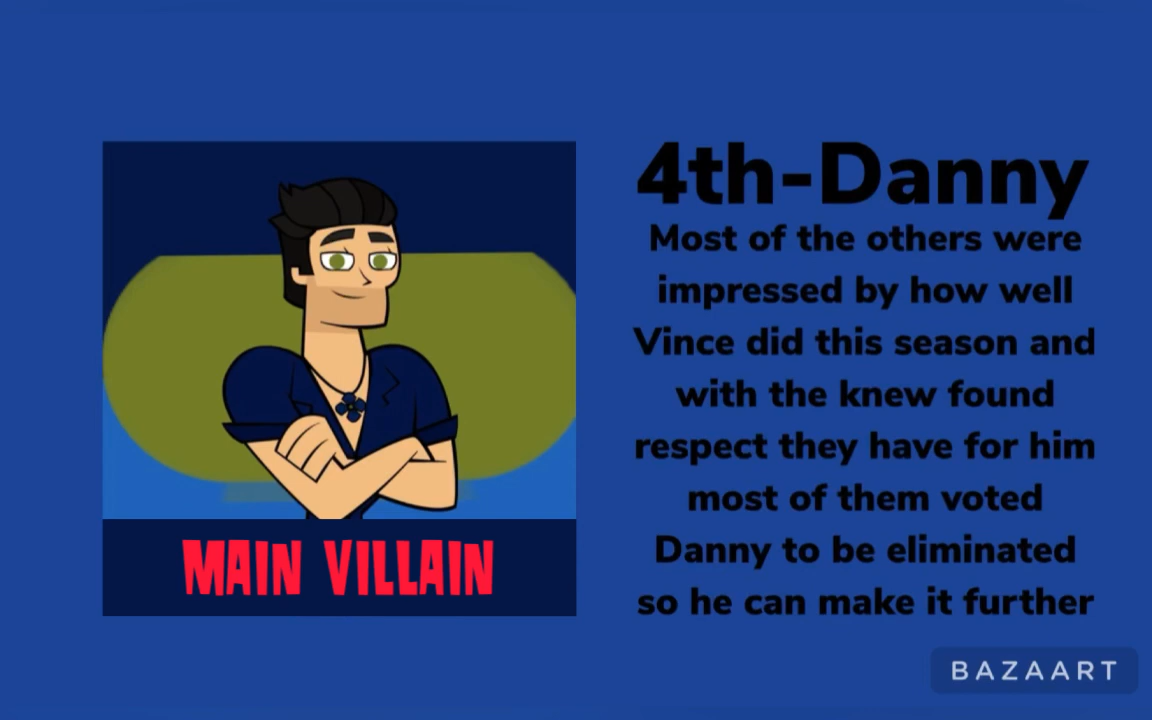 4th-Danny
Most of the others were
impressed by how well
Vince did this season and
with the knew found
respect they have for him
most of them voted
Danny to be eliminated
so he can make it further
MAIN VILLAIN
BAZAART